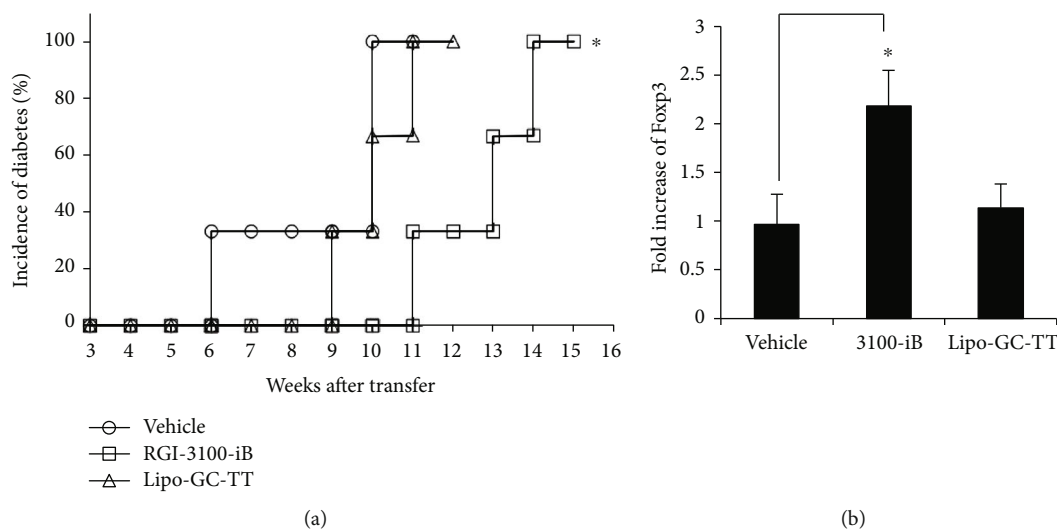 Incidence of diabetes (%)
100
80
60
40
20
0
*
3 4 5 6 7 8 9 10 11 12 13 14 15 16
Weeks after transfer
Vehicle
RGI-3100-iB
Lipo-GC-TT
(a)
Fold increase of Foxp3
3
2.5
2
1.5
1
0.5
0
*
Vehicle 3100-iB Lipo-GC-TT
(b)